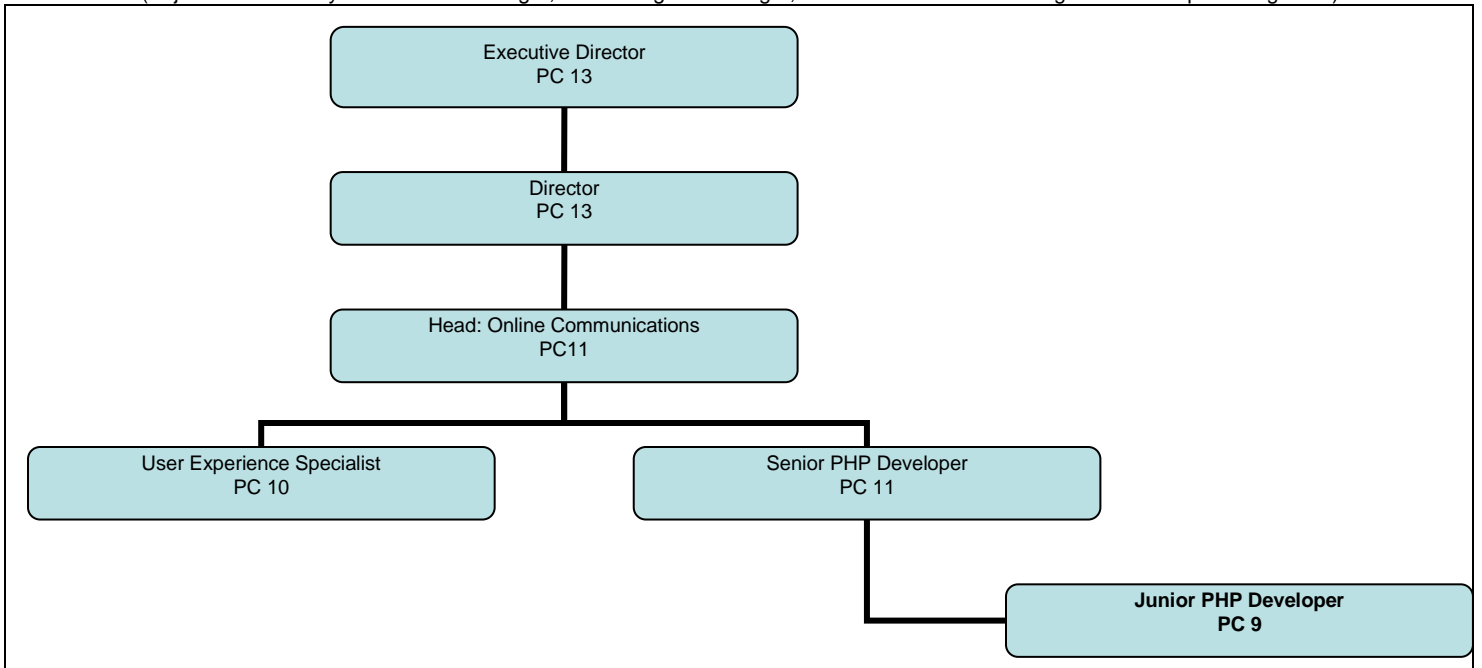 Executive Director
PC 13
Director
PC 13
Head: Online Communications
PC11
User Experience Specialist
PC 10
Senior PHP Developer
PC 11
Junior PHP Developer
PC 9